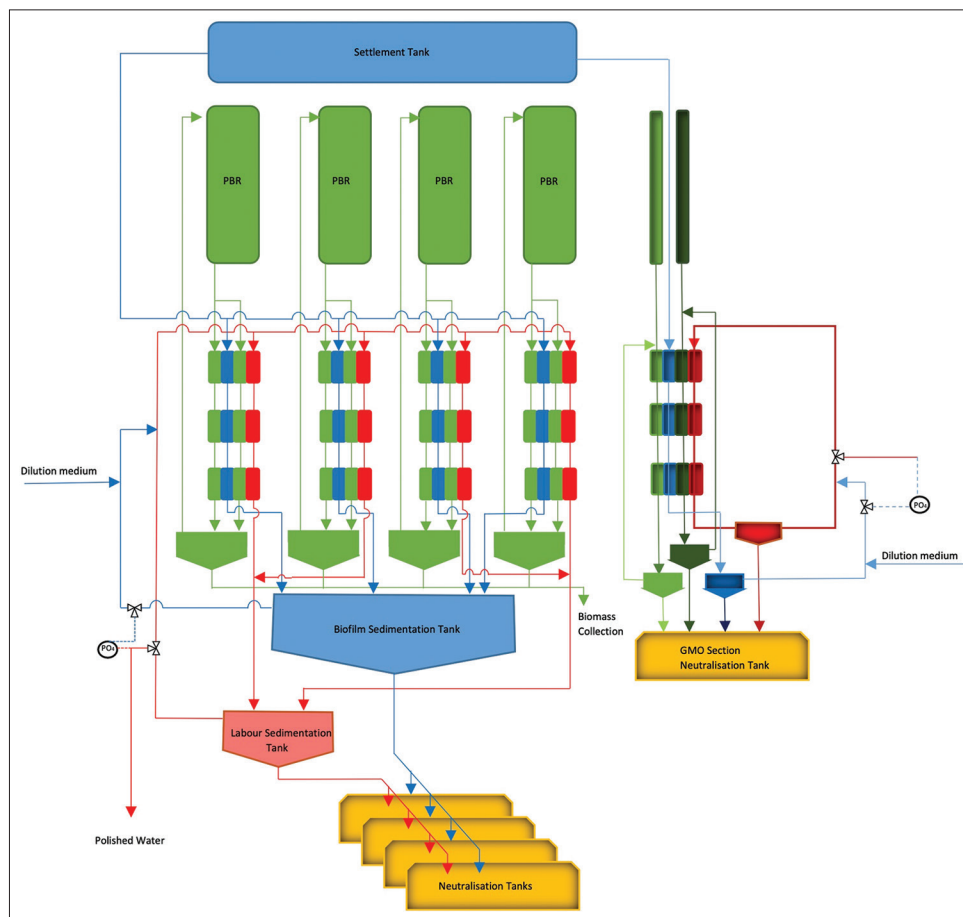 Settlement Tank
PBR
PBR
PBR
PBR
Dilution medium
PO₄
Dilution medium
Biofilm Sedimentation Tank
Biomass
Collection
PO₄
GMO Section
Neutralisation Tank
Labour Sedimentation
Tank
Polished Water
Neutralisation Tanks